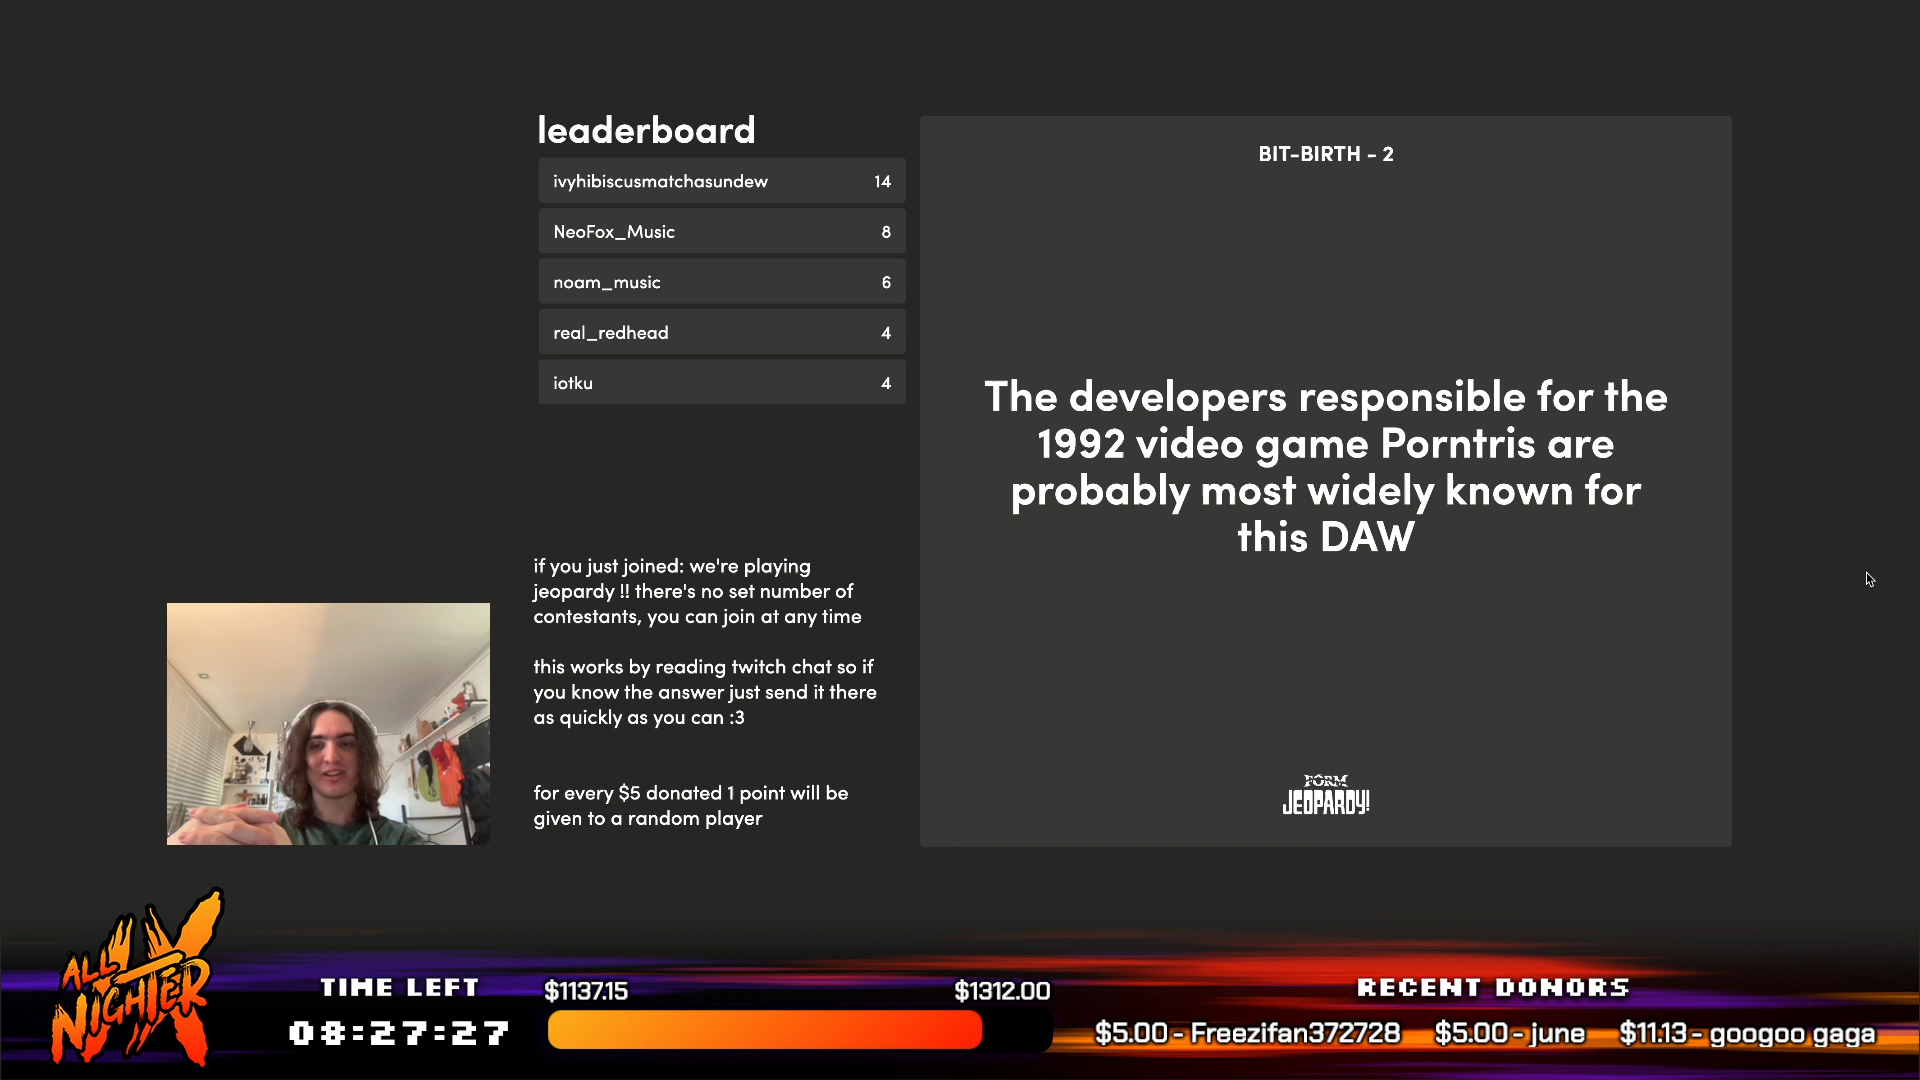 leaderboard
ivyhibiscusmatchasundew 14
NeoFox_Music 8
noam_music 6
real_redhead 4
iotku 4
BIT-BIRTH - 2
The developers responsible for the
1992 video game Porntris are
probably most widely known for
this DAW
FORM
JEOPARDY!
if you just joined: we're playing
jeopardy !! there's no set number of
contestants, you can join at any time
this works by reading twitch chat so if
you know the answer just send it there
as quickly as you can :3
for every $5 donated 1 point will be
given to a random player
ALL
NIGHTER
X
TIME LEFT
08:27:27
$1137.15
$1312.00
RECENT DONORS
$5.00 - Freezifan372728 $5.00 - june $11.13 - googoo gaga